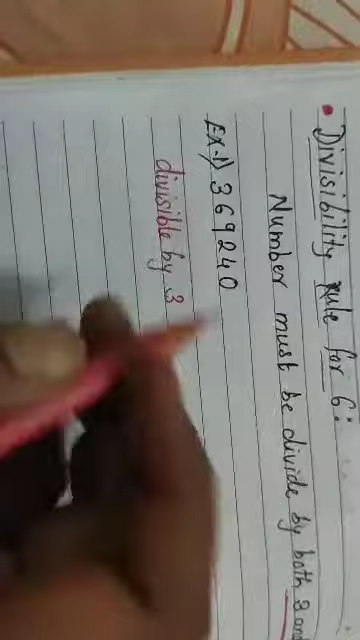 • Divisibility rule for 6:
Number must be divide by both 2 and
EX-1) 369240
divisible by 3